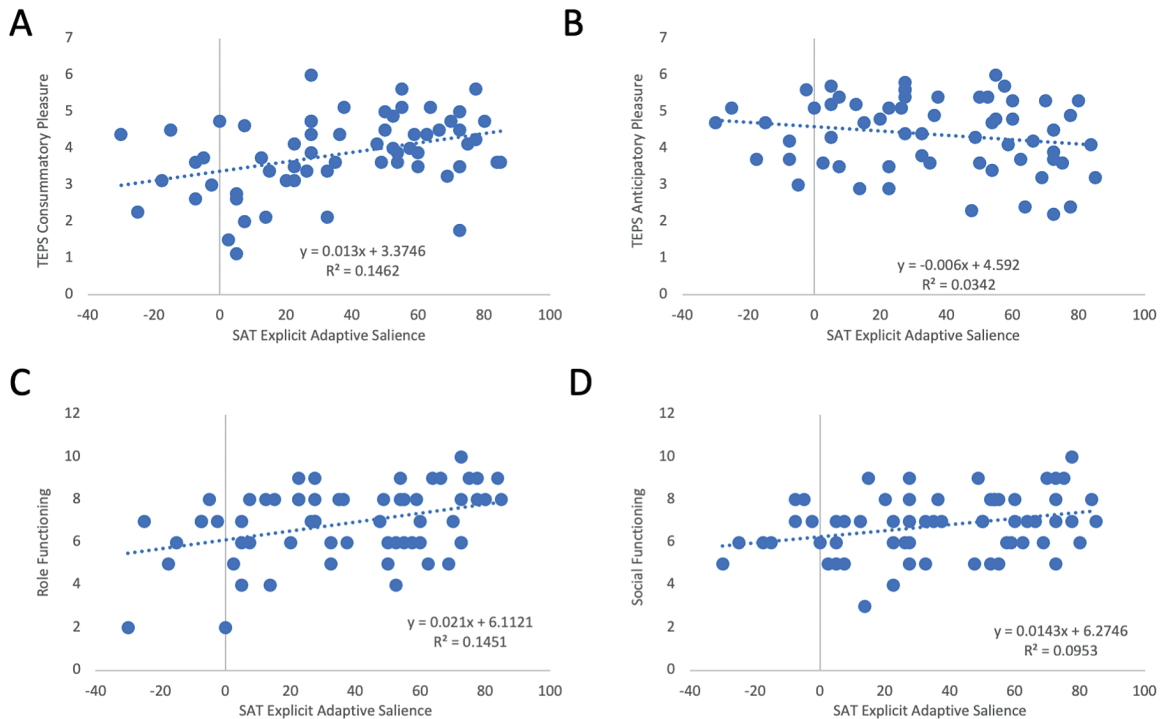 A
7
6
5
4
3
2
1
0
TEPS Consummatory Pleasure
y = 0.013x + 3.3746
R² = 0.1462
-40 -20 0 20 40 60 80 100
SAT Explicit Adaptive Salience
B
7
6
5
4
3
2
1
0
TEPS Anticipatory Pleasure
y = -0.006x + 4.592
R² = 0.0342
-40 -20 0 20 40 60 80 100
SAT Explicit Adaptive Salience
C
12
10
8
6
4
2
0
Role Functioning
y = 0.021x + 6.1121
R² = 0.1451
-40 -20 0 20 40 60 80 100
SAT Explicit Adaptive Salience
D
12
10
8
6
4
2
0
Social Functioning
y = 0.0143x + 6.2746
R² = 0.0953
-40 -20 0 20 40 60 80 100
SAT Explicit Adaptive Salience